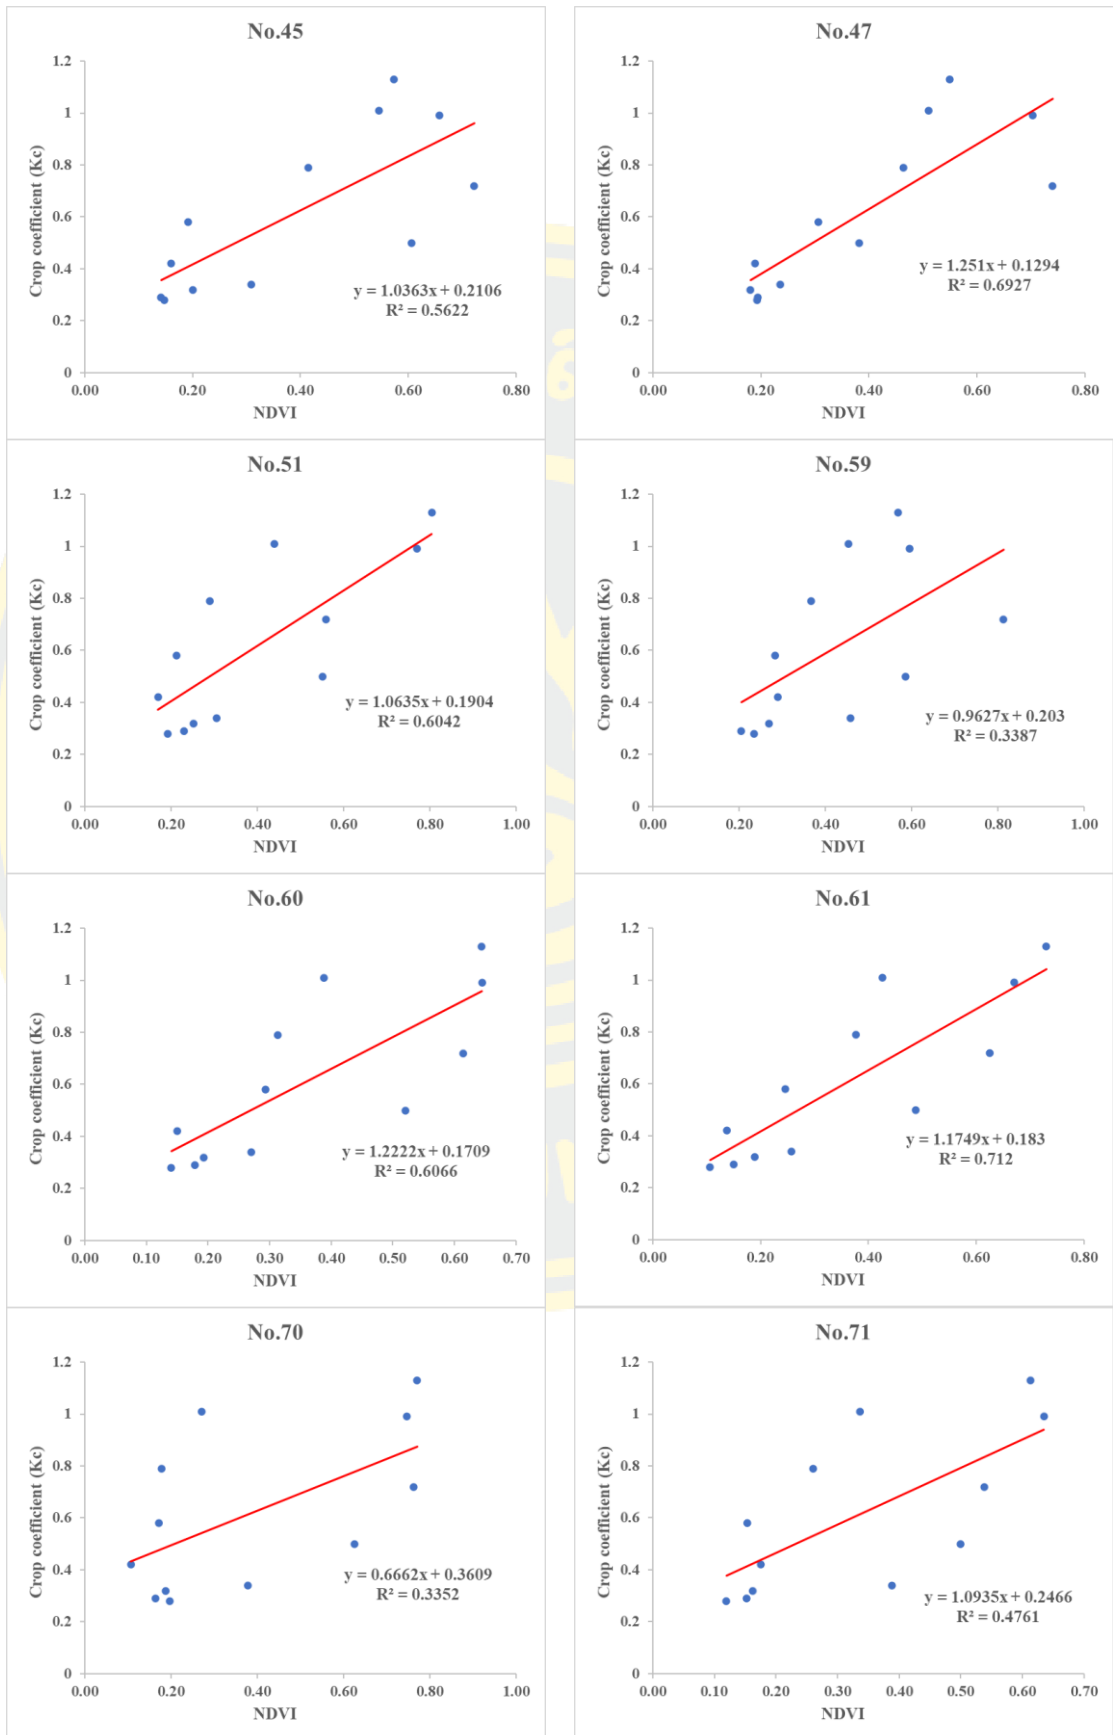 No.45
Crop coefficient (Kc)
1.2
1
0.8
0.6
0.4
0.2
0
y = 1.0363x + 0.2106
R² = 0.5622
0.00 0.20 0.40 0.60 0.80
NDVI
No.47
Crop coefficient (Kc)
1.2
1
0.8
0.6
0.4
0.2
0
y = 1.251x + 0.1294
R² = 0.6927
0.00 0.20 0.40 0.60 0.80
NDVI
No.51
Crop coefficient (Kc)
1.2
1
0.8
0.6
0.4
0.2
0
y = 1.0635x + 0.1904
R² = 0.6042
0.00 0.20 0.40 0.60 0.80 1.00
NDVI
No.59
Crop coefficient (Kc)
1.2
1
0.8
0.6
0.4
0.2
0
y = 0.9627x + 0.203
R² = 0.3387
0.00 0.20 0.40 0.60 0.80 1.00
NDVI
No.60
Crop coefficient (Kc)
1.2
1
0.8
0.6
0.4
0.2
0
y = 1.2222x + 0.1709
R² = 0.6066
0.00 0.10 0.20 0.30 0.40 0.50 0.60 0.70
NDVI
No.61
Crop coefficient (Kc)
1.2
1
0.8
0.6
0.4
0.2
0
y = 1.1749x + 0.183
R² = 0.712
0.00 0.20 0.40 0.60 0.80
NDVI
No.70
Crop coefficient (Kc)
1.2
1
0.8
0.6
0.4
0.2
0
y = 0.6662x + 0.3609
R² = 0.3352
0.00 0.20 0.40 0.60 0.80 1.00
NDVI
No.71
Crop coefficient (Kc)
1.2
1
0.8
0.6
0.4
0.2
0
y = 1.0935x + 0.2466
R² = 0.4761
0.00 0.10 0.20 0.30 0.40 0.50 0.60 0.70
NDVI